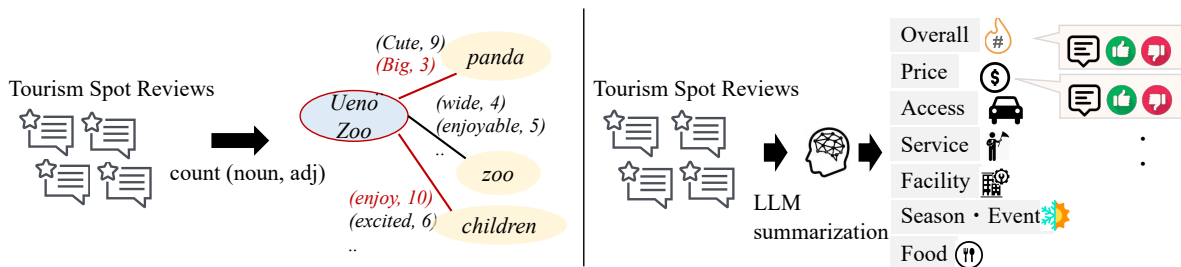 Tourism Spot Reviews
count (noun, adj)
(Cute, 9)
(Big, 3)
..
Ueno
Zoo
panda
(wide, 4)
(enjoyable, 5)
..
zoo
(enjoy, 10)
(excited, 6)
..
children
Tourism Spot Reviews
LLM
summarization
Overall
#
Price
$
Access
Service
Facility
Season・Event
Food